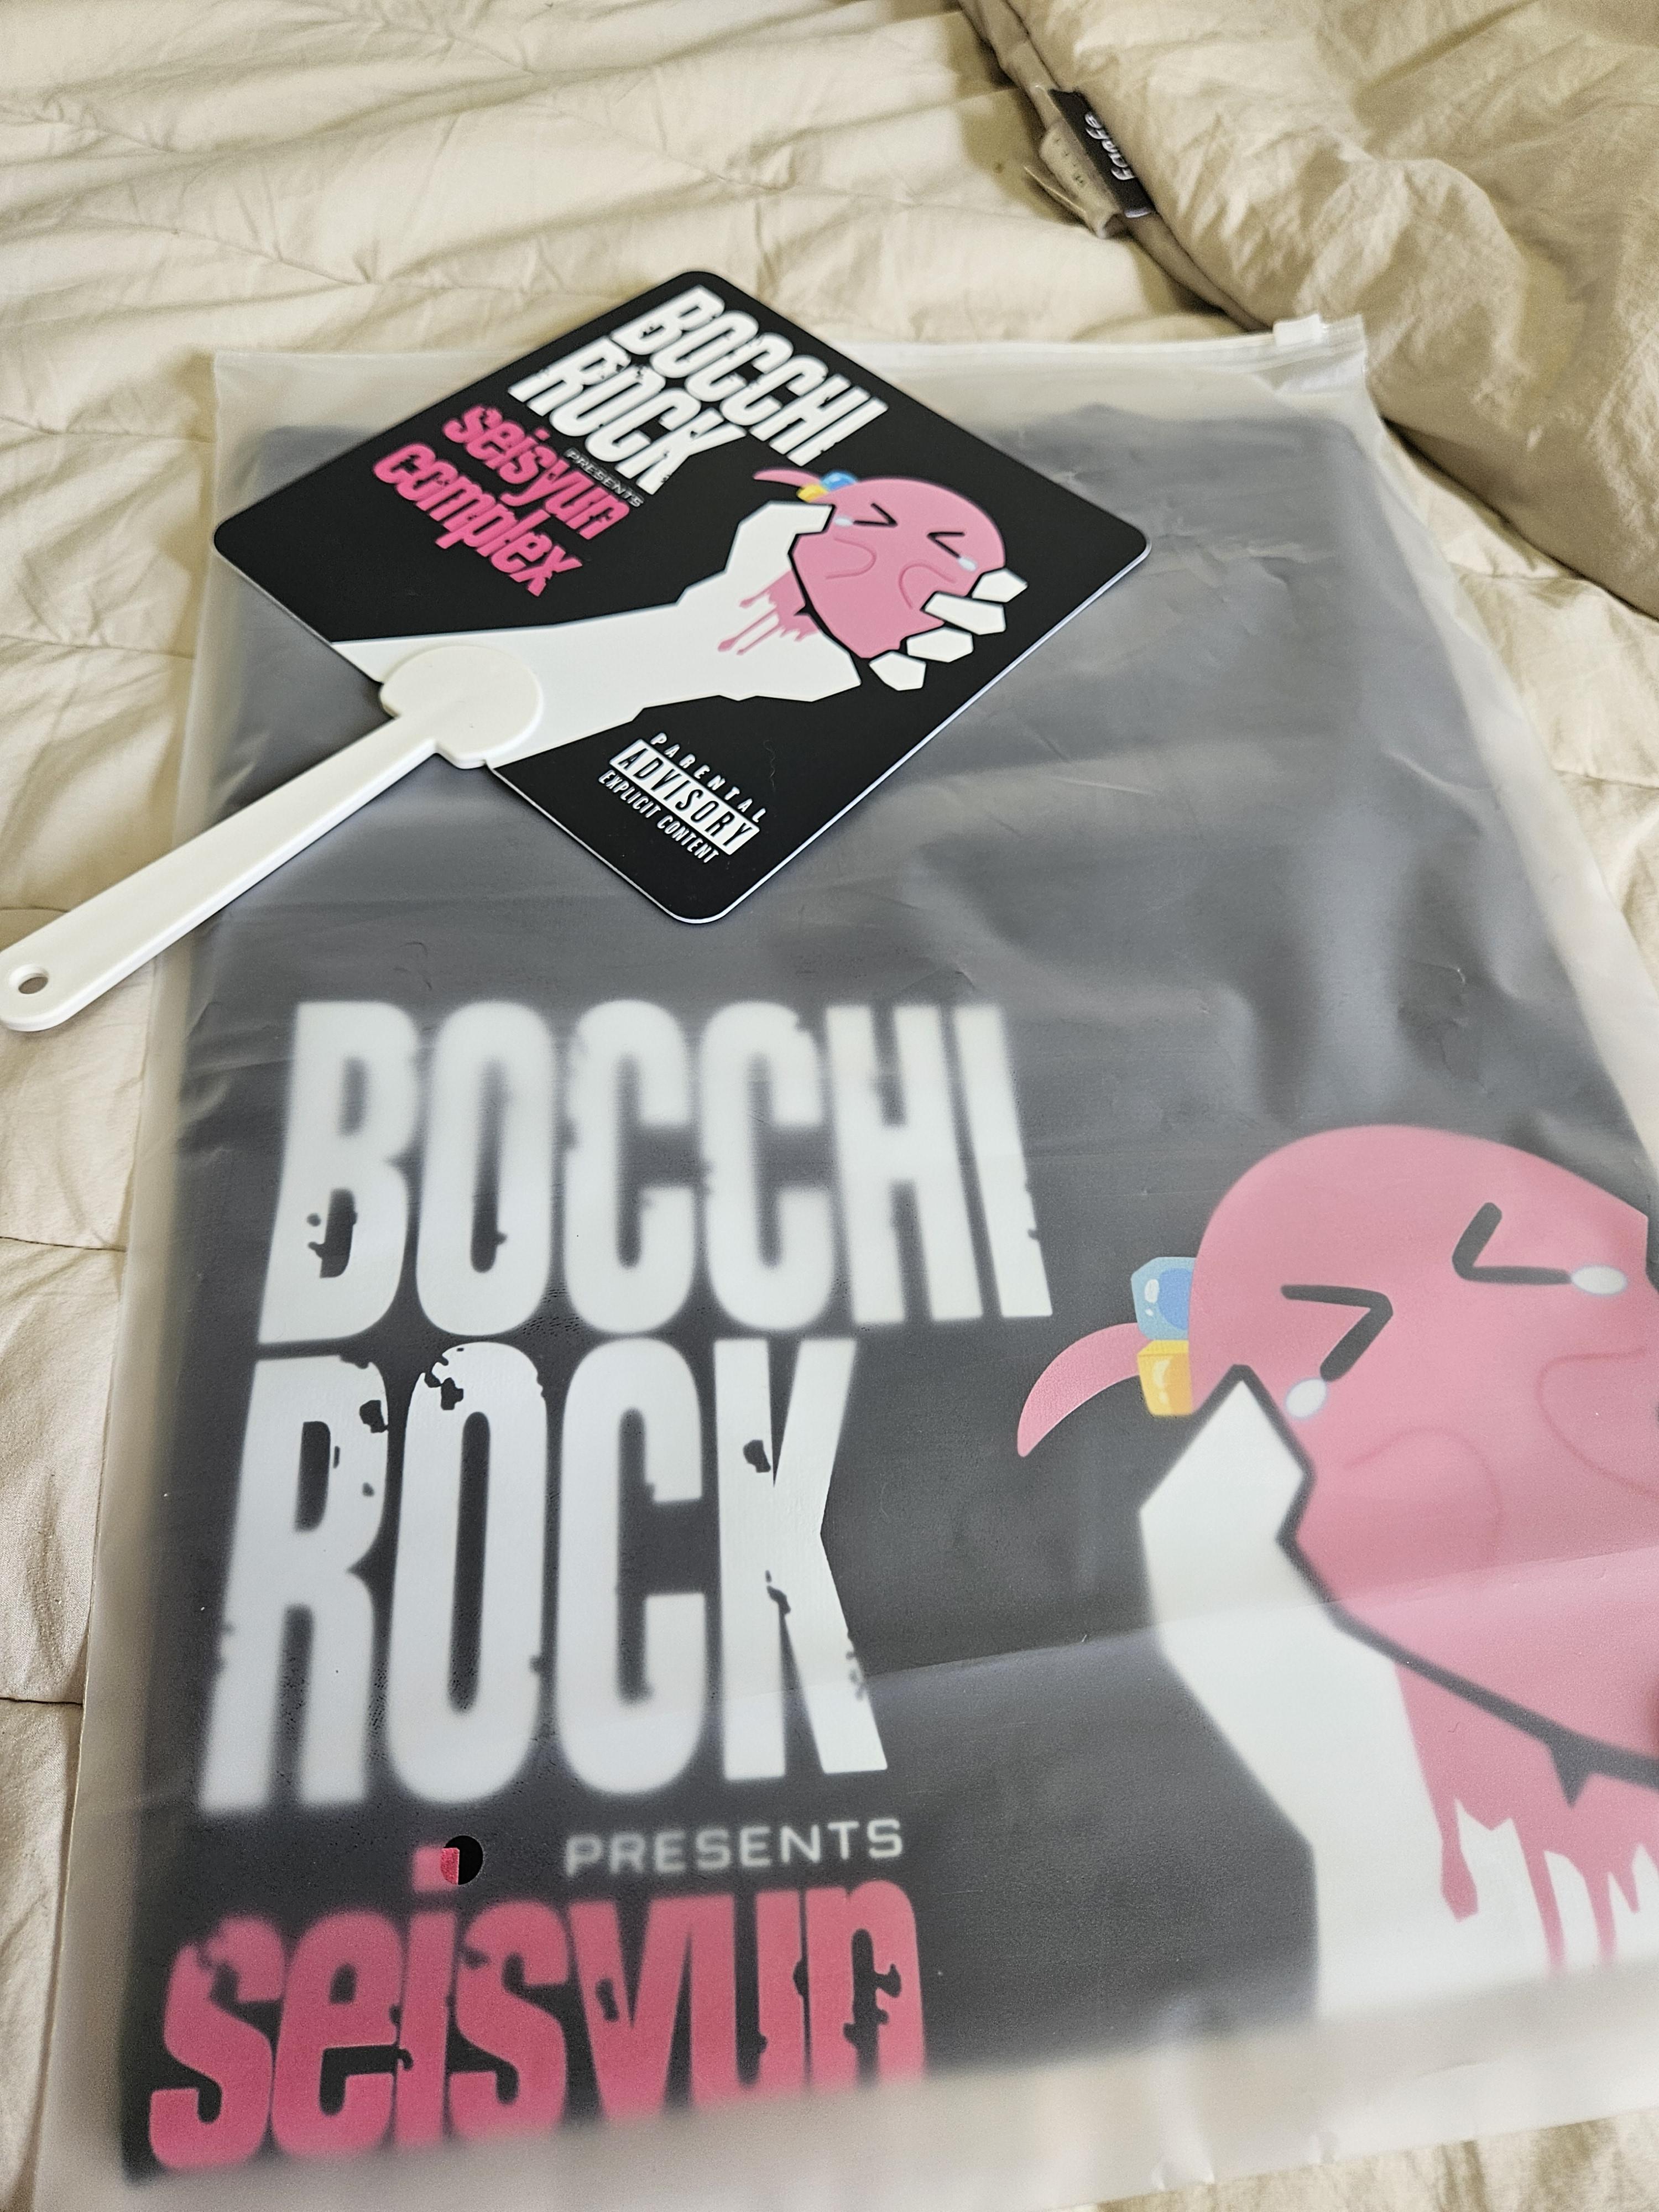 BOCCHI
ROCK
PRESENTS
seisyun
complex
PARENTAL
ADVISORY
EXPLICIT CONTENT
BOCCHI
ROCK
PRESENTS
seisyun